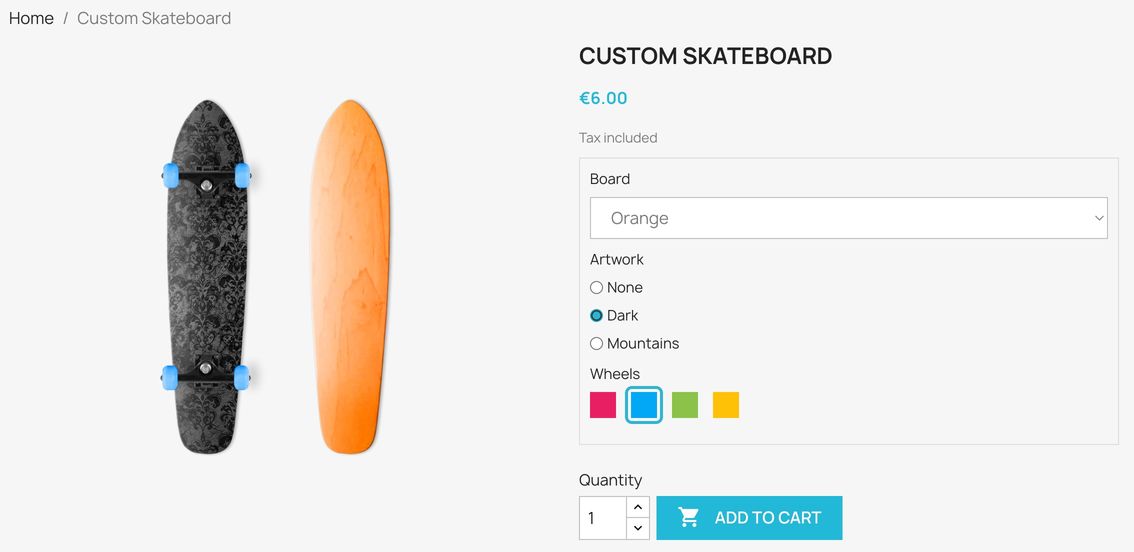 Home / Custom Skateboard
CUSTOM SKATEBOARD
€6.00
Tax included
Board
Orange
Artwork
None
Dark
Mountains
Wheels
Quantity
1
ADD TO CART